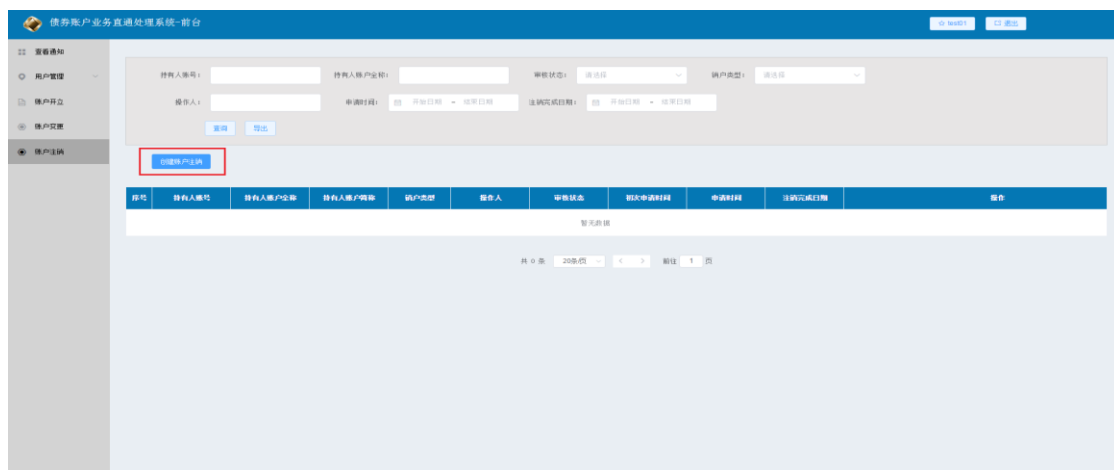 债券账户业务直通处理系统-前台
test01 退出
查看通知
用户管理
账户开立
账户变更
账户注销
持有人账号： 持有人账户全称： 审核状态： 请选择 销户类型： 请选择
操作人： 申请时间： 开始日期 - 结束日期 注销完成日期： 开始日期 - 结束日期
查询 导出
创建账户注销
序号 持有人账号 持有人账户全称 持有人账户简称 销户类型 操作人 审核状态 初次申请时间 申请时间 注销完成日期 操作
暂无数据
共 0 条 20条/页 < > 前往 1 页